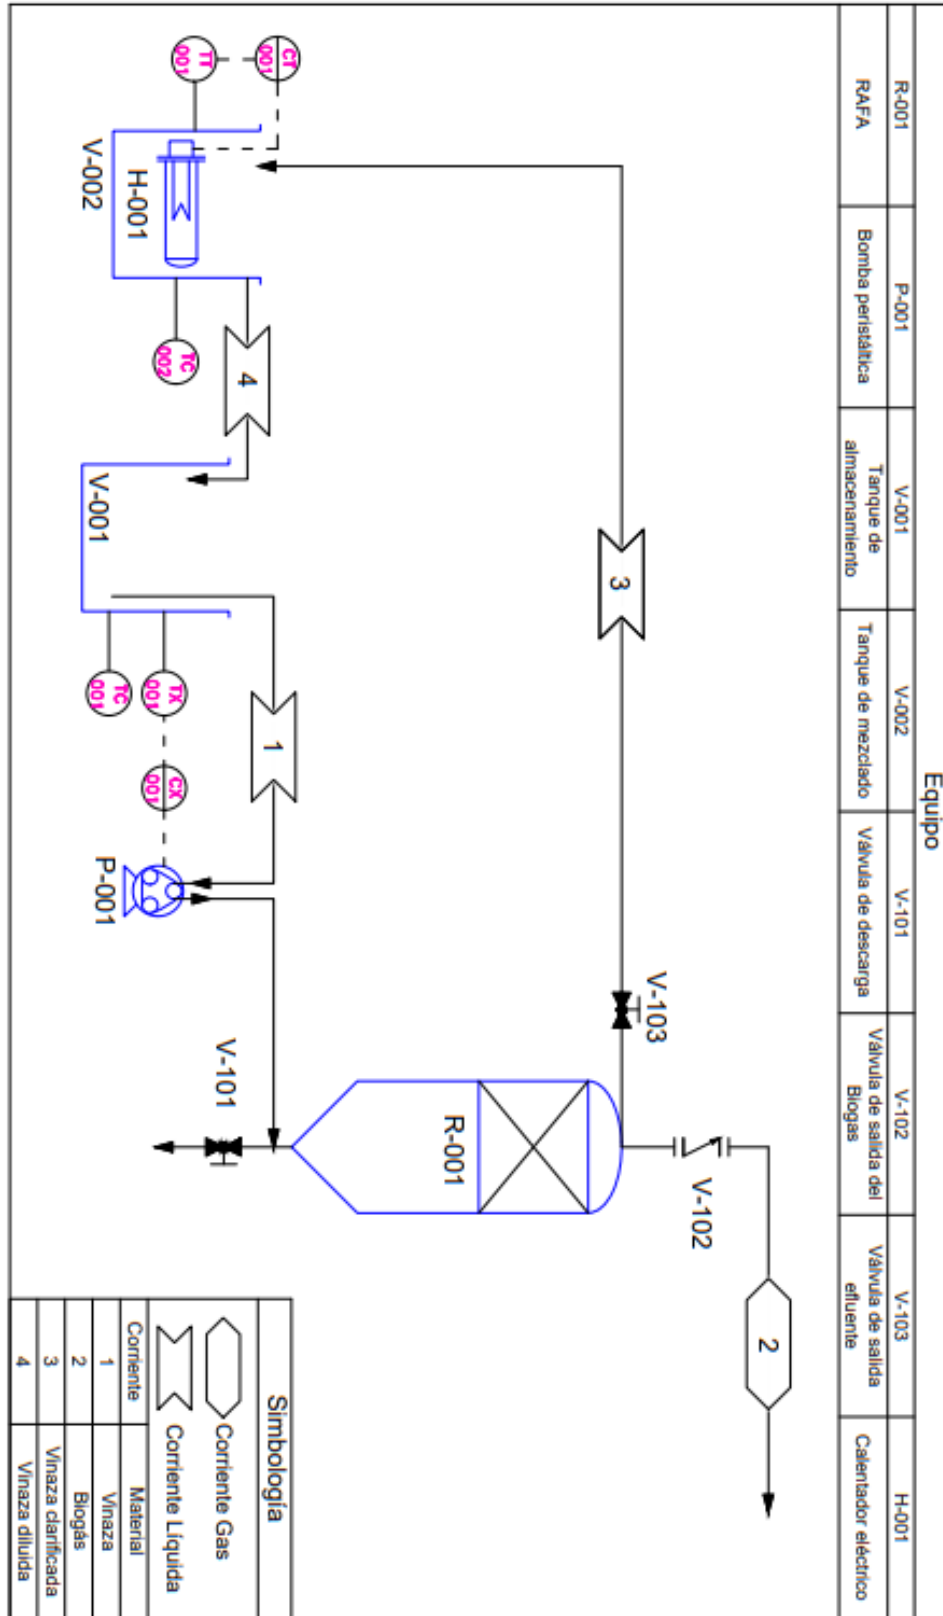 Equipo
R-001
RAFA
P-001
Bomba peristáltica
V-001
Tanque de
almacenamiento
V-002
Tanque de mezclado
V-101
Válvula de descarga
V-102
Válvula de salida del
Biogas
V-103
Válvula de salida
efluente
H-001
Calentador eléctrico
CT
001
TT
001
H-001
V-002
TC
002
4
V-001
TX
001
TC
001
1
CX
001
P-001
3
V-103
V-101
R-001
V-102
2
Simbología
Corriente Gas
Corriente Líquida
Corriente
Material
1
Vinaza
2
Biogás
3
Vinaza clarificada
4
Vinaza diluida